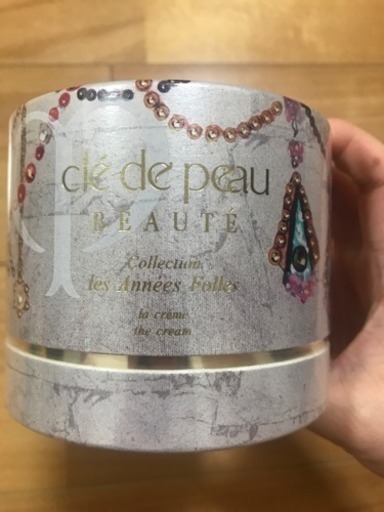 clé de peau
BEAUTÉ
Collection
les Années Folles
la crème
the cream